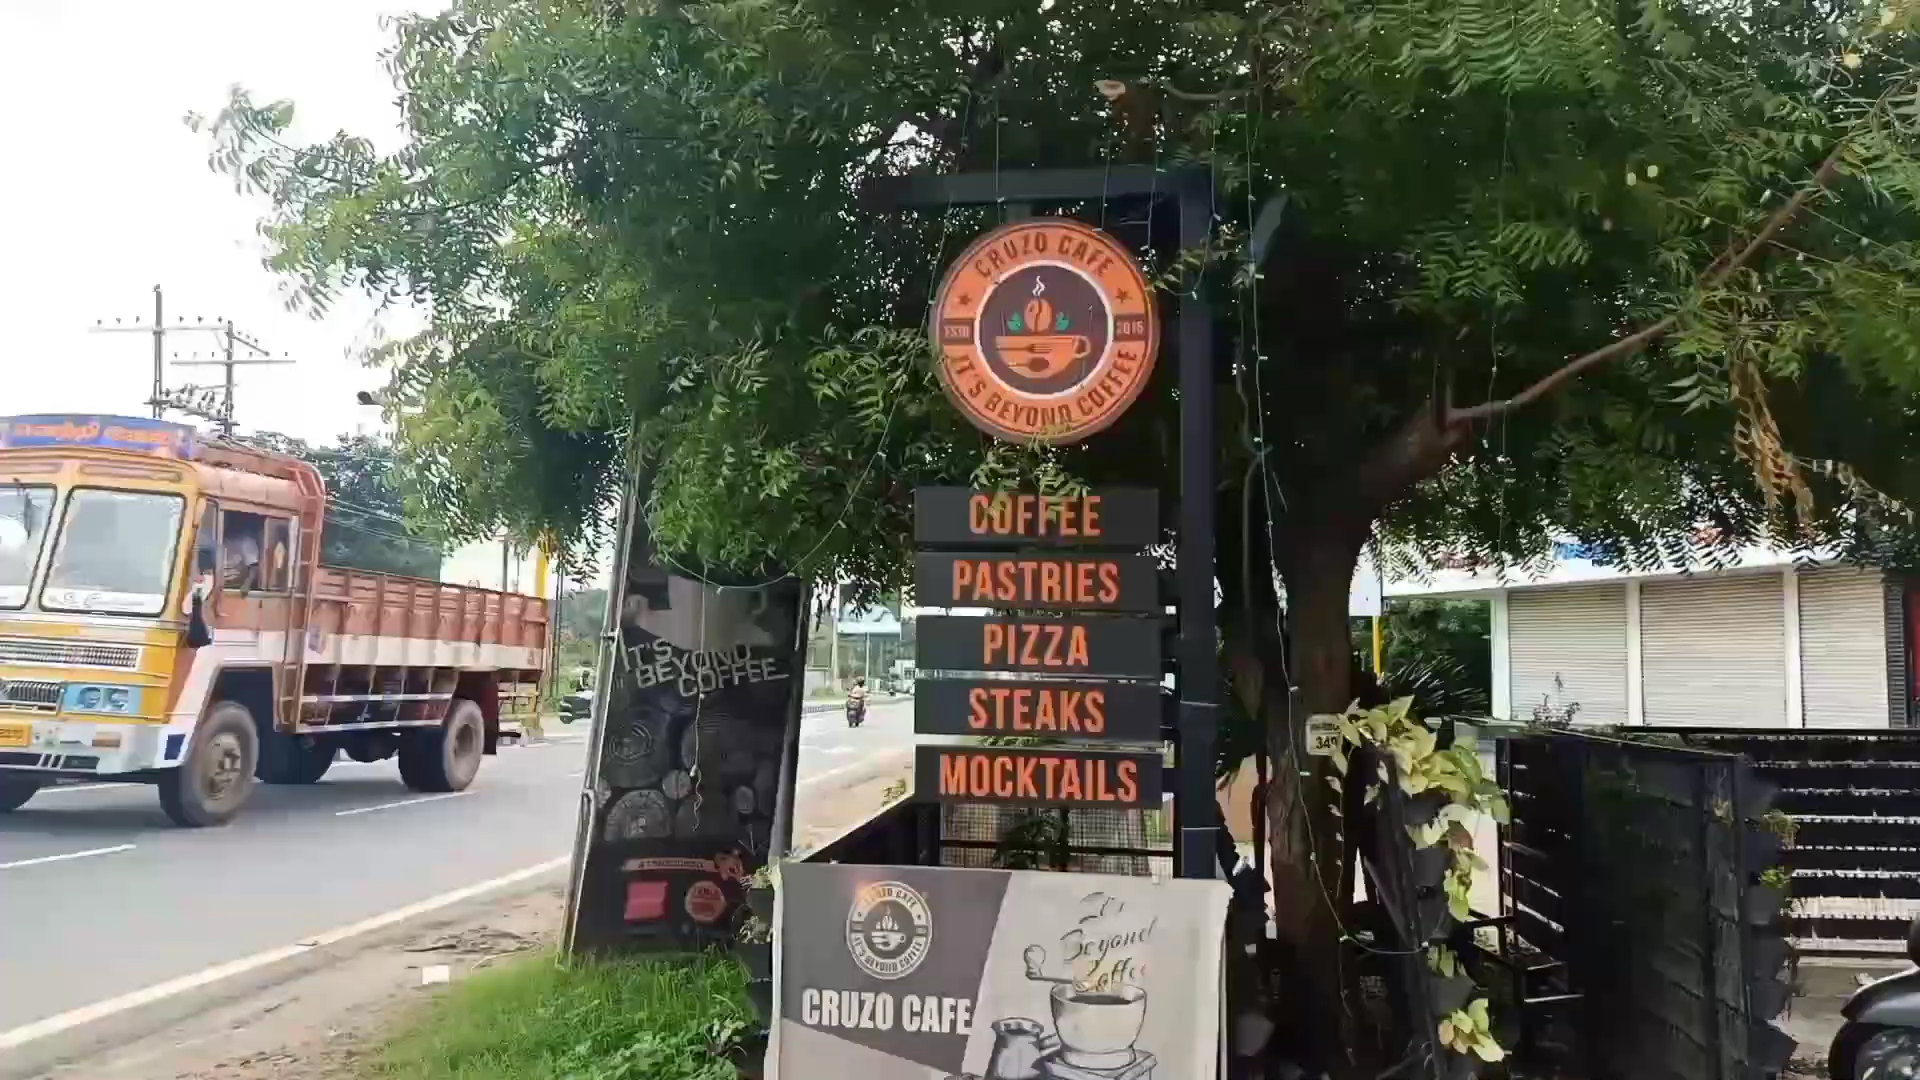 CRUZO CAFE
ESTD 2015
IT'S BEYOND COFFEE
COFFEE
PASTRIES
PIZZA
STEAKS
MOCKTAILS
IT'S
BEYOND
COFFEE
CRUZO CAFE
IT'S BEYOND COFFEE
CRUZO CAFE
It's
Beyond
Coffee
349